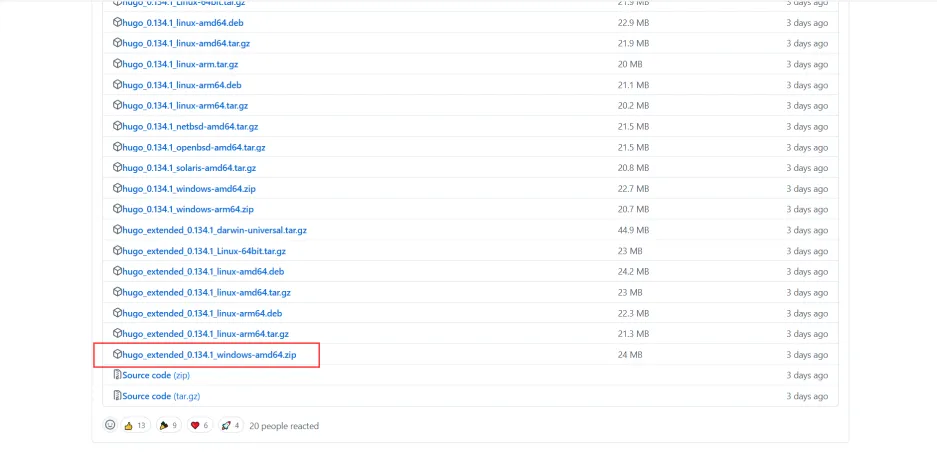 hugo_0.134.1_Linux-64bit.tar.gz 21.9 MB 3 days ago
hugo_0.134.1_linux-amd64.deb 22.9 MB 3 days ago
hugo_0.134.1_linux-amd64.tar.gz 21.9 MB 3 days ago
hugo_0.134.1_linux-arm.tar.gz 20 MB 3 days ago
hugo_0.134.1_linux-arm64.deb 21.1 MB 3 days ago
hugo_0.134.1_linux-arm64.tar.gz 20.2 MB 3 days ago
hugo_0.134.1_netbsd-amd64.tar.gz 21.5 MB 3 days ago
hugo_0.134.1_openbsd-amd64.tar.gz 21.5 MB 3 days ago
hugo_0.134.1_solaris-amd64.tar.gz 20.8 MB 3 days ago
hugo_0.134.1_windows-amd64.zip 22.7 MB 3 days ago
hugo_0.134.1_windows-arm64.zip 20.7 MB 3 days ago
hugo_extended_0.134.1_darwin-universal.tar.gz 44.9 MB 3 days ago
hugo_extended_0.134.1_Linux-64bit.tar.gz 23 MB 3 days ago
hugo_extended_0.134.1_linux-amd64.deb 24.2 MB 3 days ago
hugo_extended_0.134.1_linux-amd64.tar.gz 23 MB 3 days ago
hugo_extended_0.134.1_linux-arm64.deb 22.3 MB 3 days ago
hugo_extended_0.134.1_linux-arm64.tar.gz 21.3 MB 3 days ago
hugo_extended_0.134.1_windows-amd64.zip 24 MB 3 days ago
Source code (zip) 3 days ago
Source code (tar.gz) 3 days ago
13 9 6 4 20 people reacted